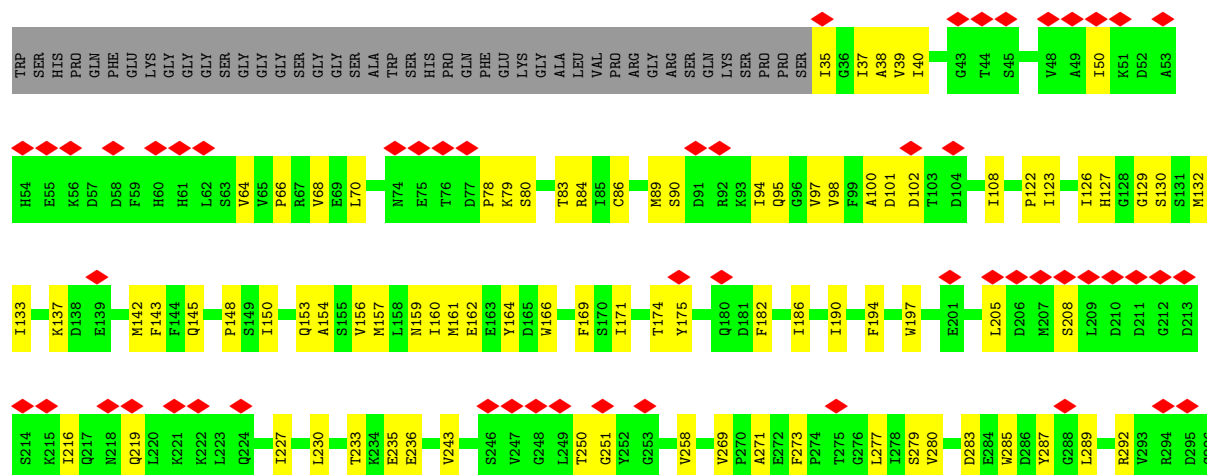 TRP SER HIS PRO GLN PHE GLU LYS GLY GLY GLY SER GLY GLY GLY SER GLY GLY SER ALA TRP SER HIS PRO GLN PHE GLU LYS GLY ALA LEU VAL PRO ARG GLY ARG SER GLN LYS SER PRO PRO SER I35 G36 I37 A38 V39 I40 G43 T44 S45 V48 A49 I50 K51 D52 A53
H54 E55 K56 D57 D58 F59 H60 H61 L62 S63 V64 V65 P66 R67 V68 E69 L70 N74 E75 T76 D77 P78 K79 S80 T83 R84 I85 C86 M89 S90 D91 R92 K93 I94 Q95 G96 V97 V98 F99 A100 D101 D102 T103 D104 I108 P122 I123 I126 H127 G128 G129 S130 S131 M132
I133 K137 D138 E139 M142 F143 F144 Q145 P148 S149 I150 Q153 A154 S155 V156 M157 L158 N159 I160 M161 E162 E163 Y164 D165 W166 F169 S170 I171 T174 Y175 Q180 D181 F182 I186 I190 F194 W197 E201 L205 D206 M207 S208 L209 D210 D211 G212 D213
S214 K215 I216 Q217 N218 Q219 L220 K221 K222 L223 Q224 I227 L230 T233 K234 E235 E236 V243 S246 V247 G248 L249 T250 G251 Y252 G253 V258 V269 P270 A271 E272 F273 P274 T275 G276 L277 I278 S279 V280 D283 E284 W285 D286 Y287 G288 L289 R292 V293 R294 D295